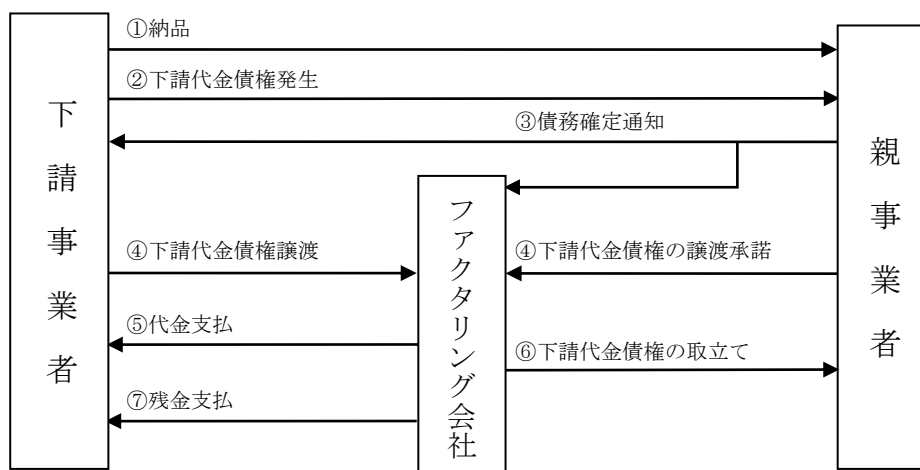 ①納品
②下請代金債権発生
③債務確定通知
下請事業者
親事業者
ファクタリング会社
④下請代金債権譲渡
④下請代金債権の譲渡承諾
⑤代金支払
⑥下請代金債権の取立て
⑦残金支払